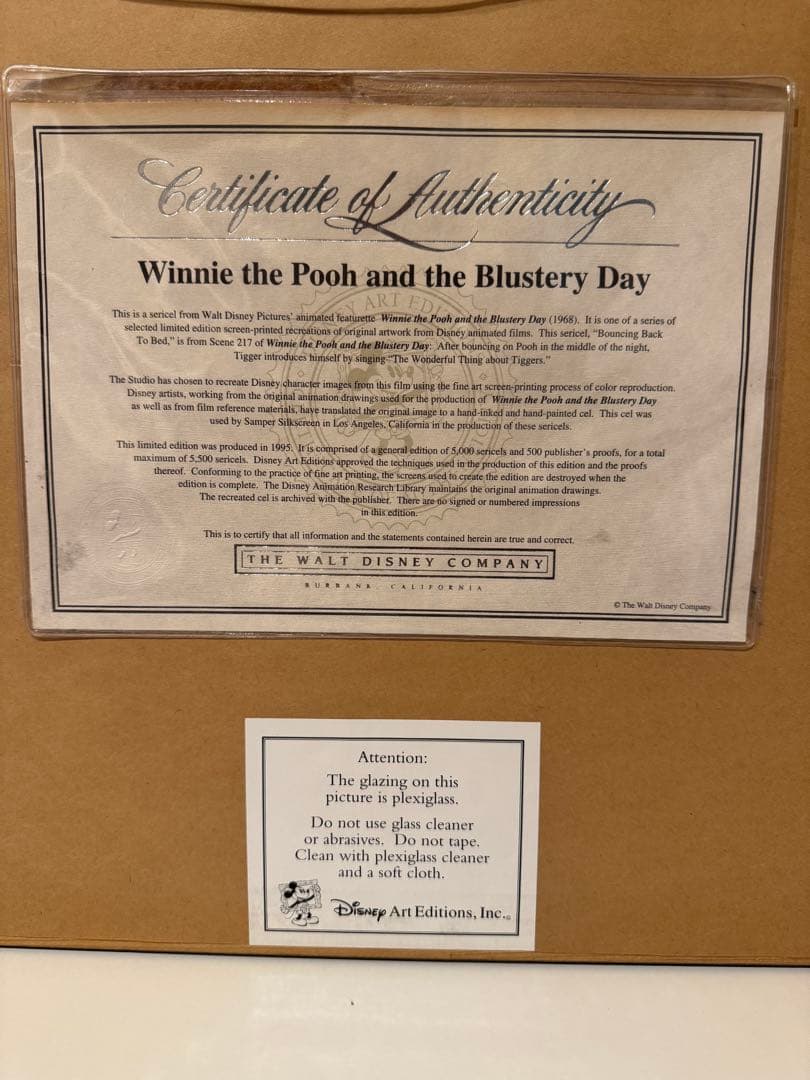 Certificate of Authenticity
Winnie the Pooh and the Blustery Day
This is a sericel from Walt Disney Pictures' animated featurette Winnie the Pooh and the Blustery Day (1968). It is one of a series of
selected limited edition screen-printed recreations of original artwork from Disney animated films. This sericel, "Bouncing Back
To Bed," is from Scene 217 of Winnie the Pooh and the Blustery Day: After bouncing on Pooh in the middle of the night,
Tigger introduces himself by singing "The Wonderful Thing about Tiggers."
The Studio has chosen to recreate Disney character images from this film using the fine art screen-printing process of color reproduction.
Disney artists, working from the original animation drawings used for the production of Winnie the Pooh and the Blustery Day
as well as from film reference materials, have translated the original image to a hand-inked and hand-painted cel. This cel was
used by Samper Silkscreen in Los Angeles, California in the production of these sericels.
This limited edition was produced in 1995. It is comprised of a general edition of 5,000 sericels and 500 publisher's proofs, for a total
maximum of 5,500 sericels. Disney Art Editions approved the techniques used in the production of this edition and the proofs
thereof. Conforming to the practice of fine art printing, the screens used to create the edition are destroyed when the
edition is complete. The Disney Animation Research Library maintains the original animation drawings.
The recreated cel is archived with the publisher. There are no signed or numbered impressions
in this edition.
This is to certify that all information and the statements contained herein are true and correct.
THE WALT DISNEY COMPANY
BURBANK, CALIFORNIA
© The Walt Disney Company
Attention:
The glazing on this
picture is plexiglass.
Do not use glass cleaner
or abrasives. Do not tape.
Clean with plexiglass cleaner
and a soft cloth.
Disney Art Editions, Inc.